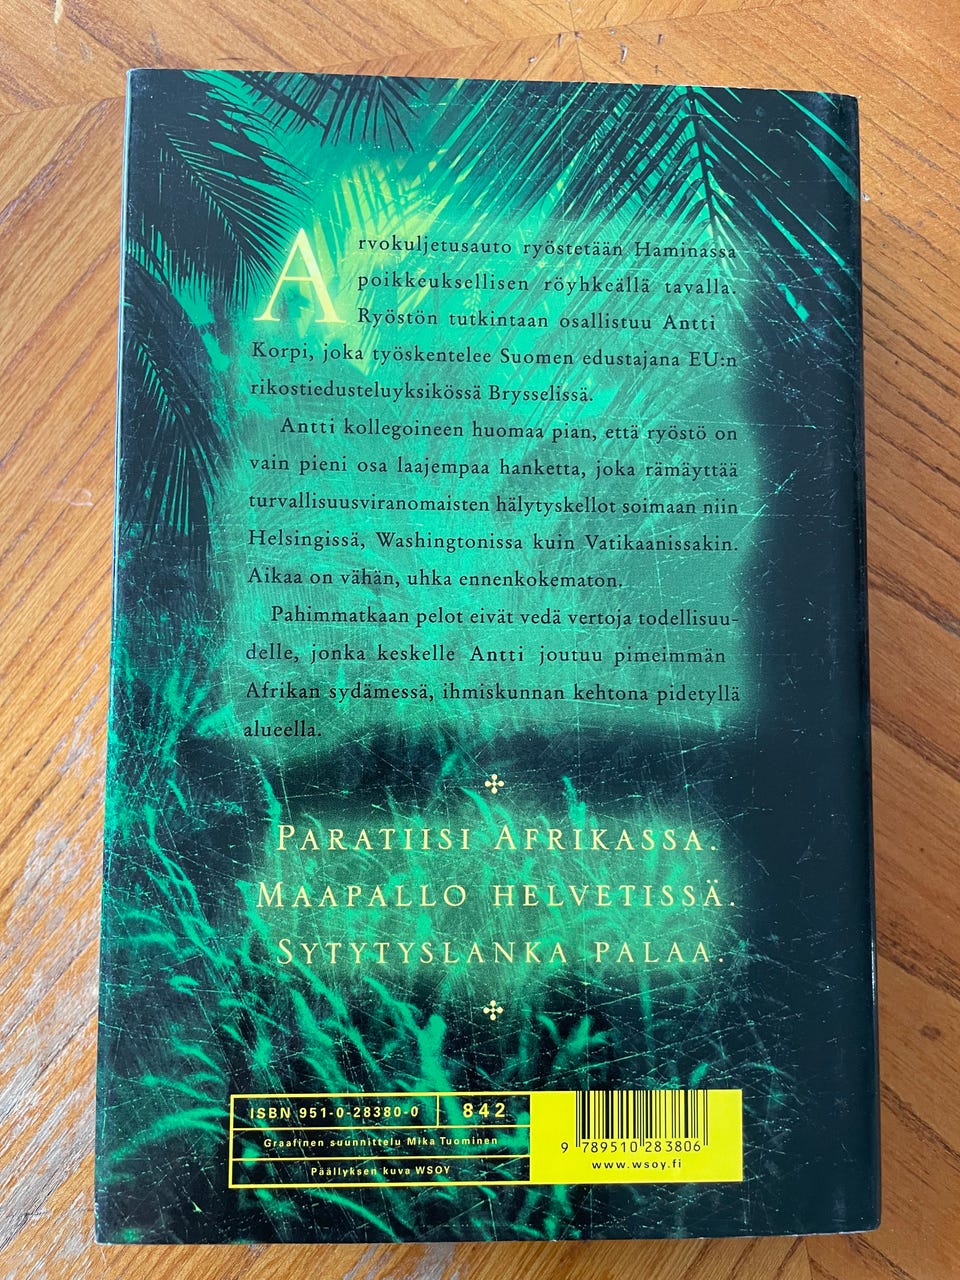 Arvokuljetusauto ryöstetään Haminassa
poikkeuksellisen röyhkeällä tavalla.
Ryöstön tutkintaan osallistuu Antti
Korpi, joka työskentelee Suomen edustajana EU:n
rikostiedusteluyksikössä Brysselissä.
Antti kollegoineen huomaa pian, että ryöstö on
vain pieni osa laajempaa hanketta, joka rämäyttää
turvallisuusviranomaisten hälytyskellot soimaan niin
Helsingissä, Washingtonissa kuin Vatikaanissakin.
Aikaa on vähän, uhka ennenkokematon.
Pahimmatkaan pelot eivät vedä vertoja todellisuu-
delle, jonka keskelle Antti joutuu pimeimmän
Afrikan sydämessä, ihmiskunnan kehtona pidetyllä
alueella.
PARATIISI AFRIKASSA.
MAAPALLO HELVETISSÄ.
SYTYTYSLANKA PALAA.
ISBN 951-0-28380-0 842
Graafinen suunnittelu Mika Tuominen
Päällyksen kuva WSOY
9 789510 283806
www.wsoy.fi